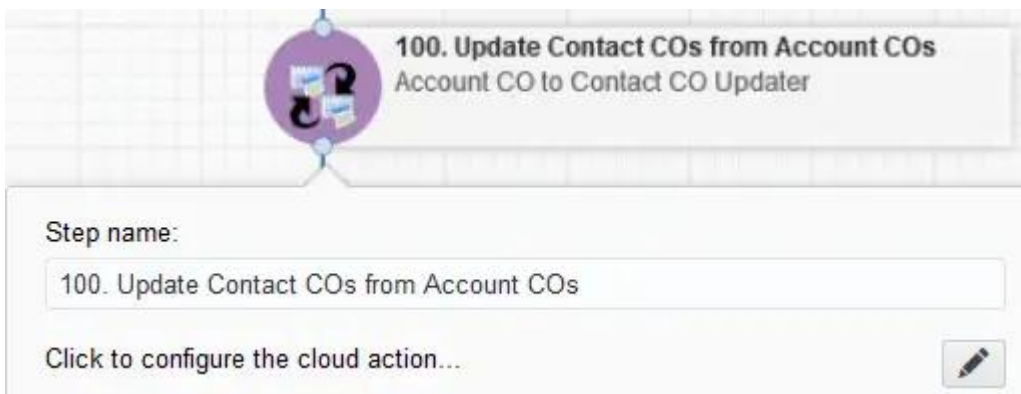 100. Update Contact COs from Account COs
Account CO to Contact CO Updater
Step name:
100. Update Contact COs from Account COs
Click to configure the cloud action...